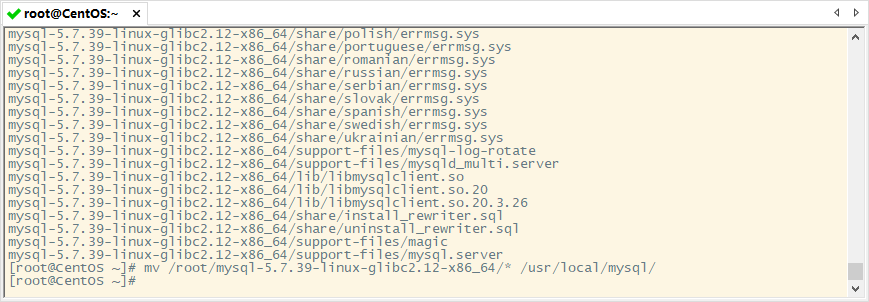 root@CentOS:~
mysql-5.7.39-linux-glibc2.12-x86_64/share/polish/errmsg.sys
mysql-5.7.39-linux-glibc2.12-x86_64/share/portuguese/errmsg.sys
mysql-5.7.39-linux-glibc2.12-x86_64/share/romanian/errmsg.sys
mysql-5.7.39-linux-glibc2.12-x86_64/share/russian/errmsg.sys
mysql-5.7.39-linux-glibc2.12-x86_64/share/serbian/errmsg.sys
mysql-5.7.39-linux-glibc2.12-x86_64/share/slovak/errmsg.sys
mysql-5.7.39-linux-glibc2.12-x86_64/share/spanish/errmsg.sys
mysql-5.7.39-linux-glibc2.12-x86_64/share/swedish/errmsg.sys
mysql-5.7.39-linux-glibc2.12-x86_64/share/ukrainian/errmsg.sys
mysql-5.7.39-linux-glibc2.12-x86_64/support-files/mysql-log-rotate
mysql-5.7.39-linux-glibc2.12-x86_64/support-files/mysqld_multi.server
mysql-5.7.39-linux-glibc2.12-x86_64/lib/libmysqlclient.so
mysql-5.7.39-linux-glibc2.12-x86_64/lib/libmysqlclient.so.20
mysql-5.7.39-linux-glibc2.12-x86_64/lib/libmysqlclient.so.20.3.26
mysql-5.7.39-linux-glibc2.12-x86_64/share/install_rewriter.sql
mysql-5.7.39-linux-glibc2.12-x86_64/share/uninstall_rewriter.sql
mysql-5.7.39-linux-glibc2.12-x86_64/support-files/magic
mysql-5.7.39-linux-glibc2.12-x86_64/support-files/mysql.server
[root@CentOS ~]# mv  /root/mysql-5.7.39-linux-glibc2.12-x86_64/* /usr/local/mysql/
[root@CentOS ~]#